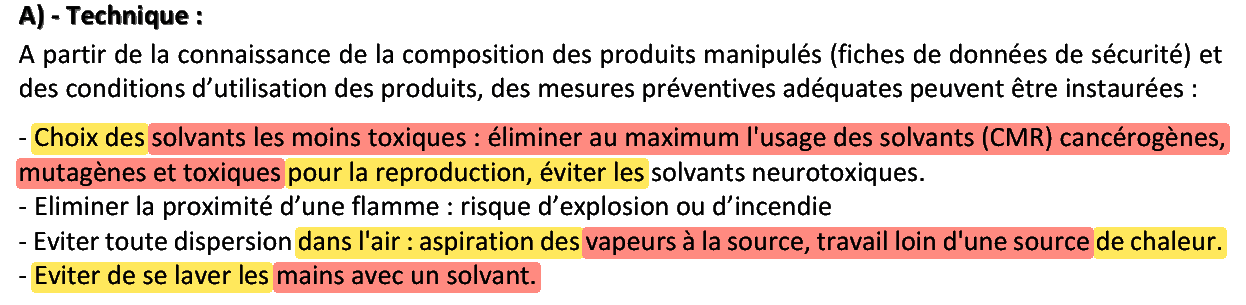 A) - Technique :
A partir de la connaissance de la composition des produits manipulés (fiches de données de sécurité) et
des conditions d’utilisation des produits, des mesures préventives adéquates peuvent être instaurées :
- Choix des solvants les moins toxiques : éliminer au maximum l'usage des solvants (CMR) cancérogènes,
mutagènes et toxiques pour la reproduction, éviter les solvants neurotoxiques.
- Eliminer la proximité d’une flamme : risque d’explosion ou d’incendie
- Eviter toute dispersion dans l'air : aspiration des vapeurs à la source, travail loin d'une source de chaleur.
- Eviter de se laver les mains avec un solvant.